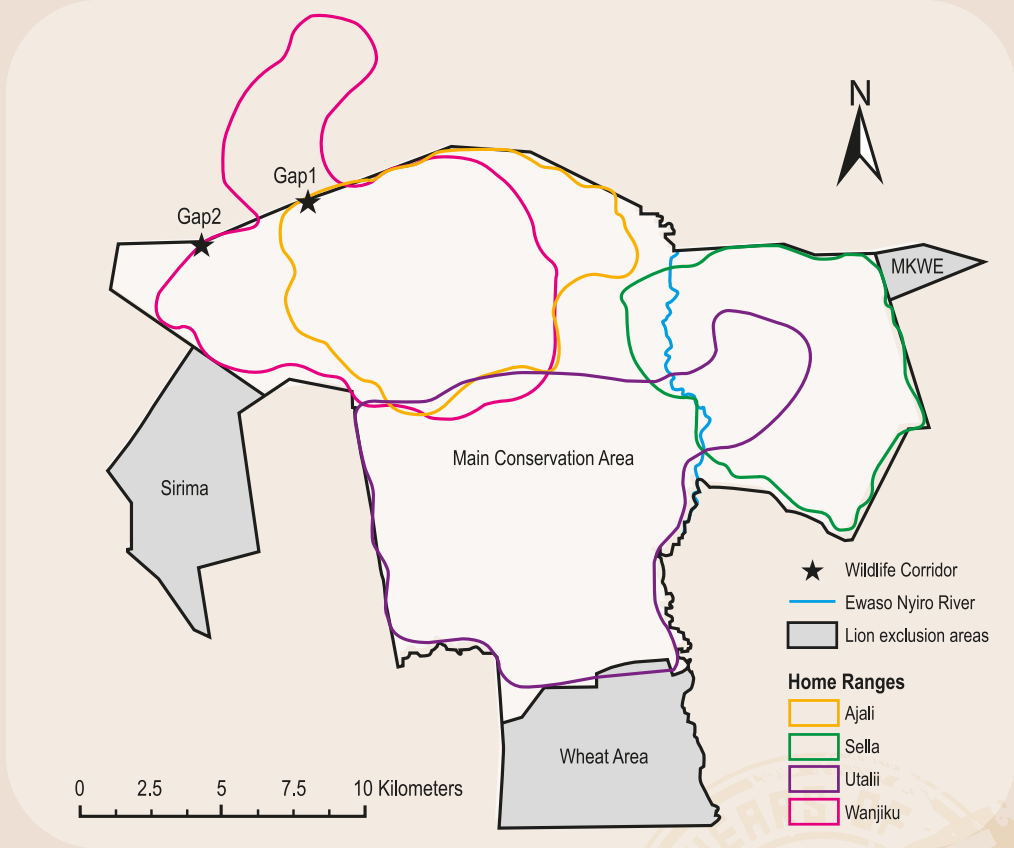 N
Gap1
Gap2
MKWE
Main Conservation Area
Sirima
Wildlife Corridor
Ewaso Nyiro River
Lion exclusion areas
Home Ranges
Ajali
Sella
Utalii
Wanjiku
Wheat Area
0 2.5 5 7.5 10 Kilometers